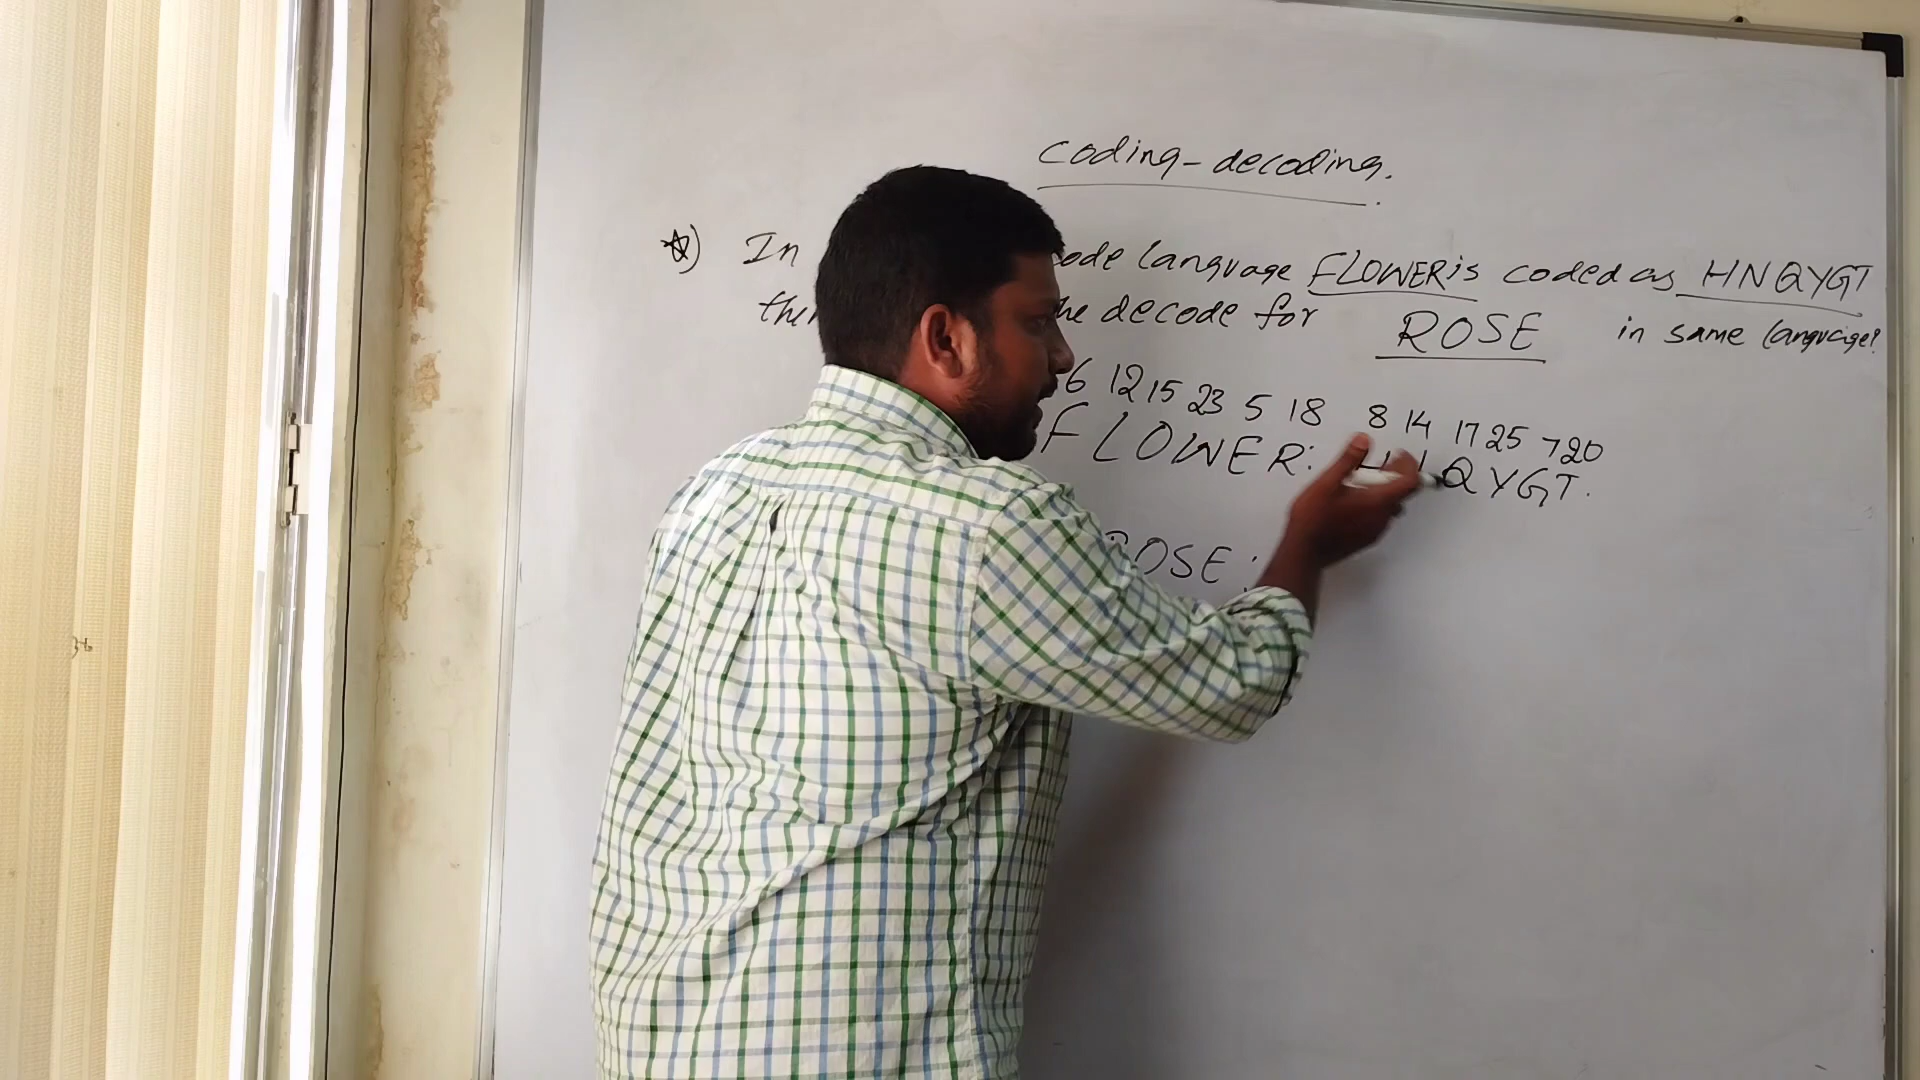 coding-decoding.
In ode language FLOWER is coded as HNQYGT
the decode for ROSE in same language?
6 12 15 23 5 18 8 14 17 25 7 20
FLOWER: QYGT.
OSE :